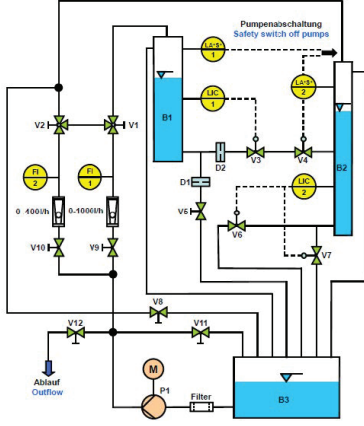 Pumpenabschaltung
Safety switch off pumps
LA+S+
1
LA+S+
2
LIC
1
B1
B2
V2
V1
D2
V3
V4
FI
2
FI
1
D1
LIC
2
V5
0-400l/h
0-1000l/h
V6
V10
V9
V7
V8
V12
V11
Ablauf
Outflow
M
P1
Filter
B3